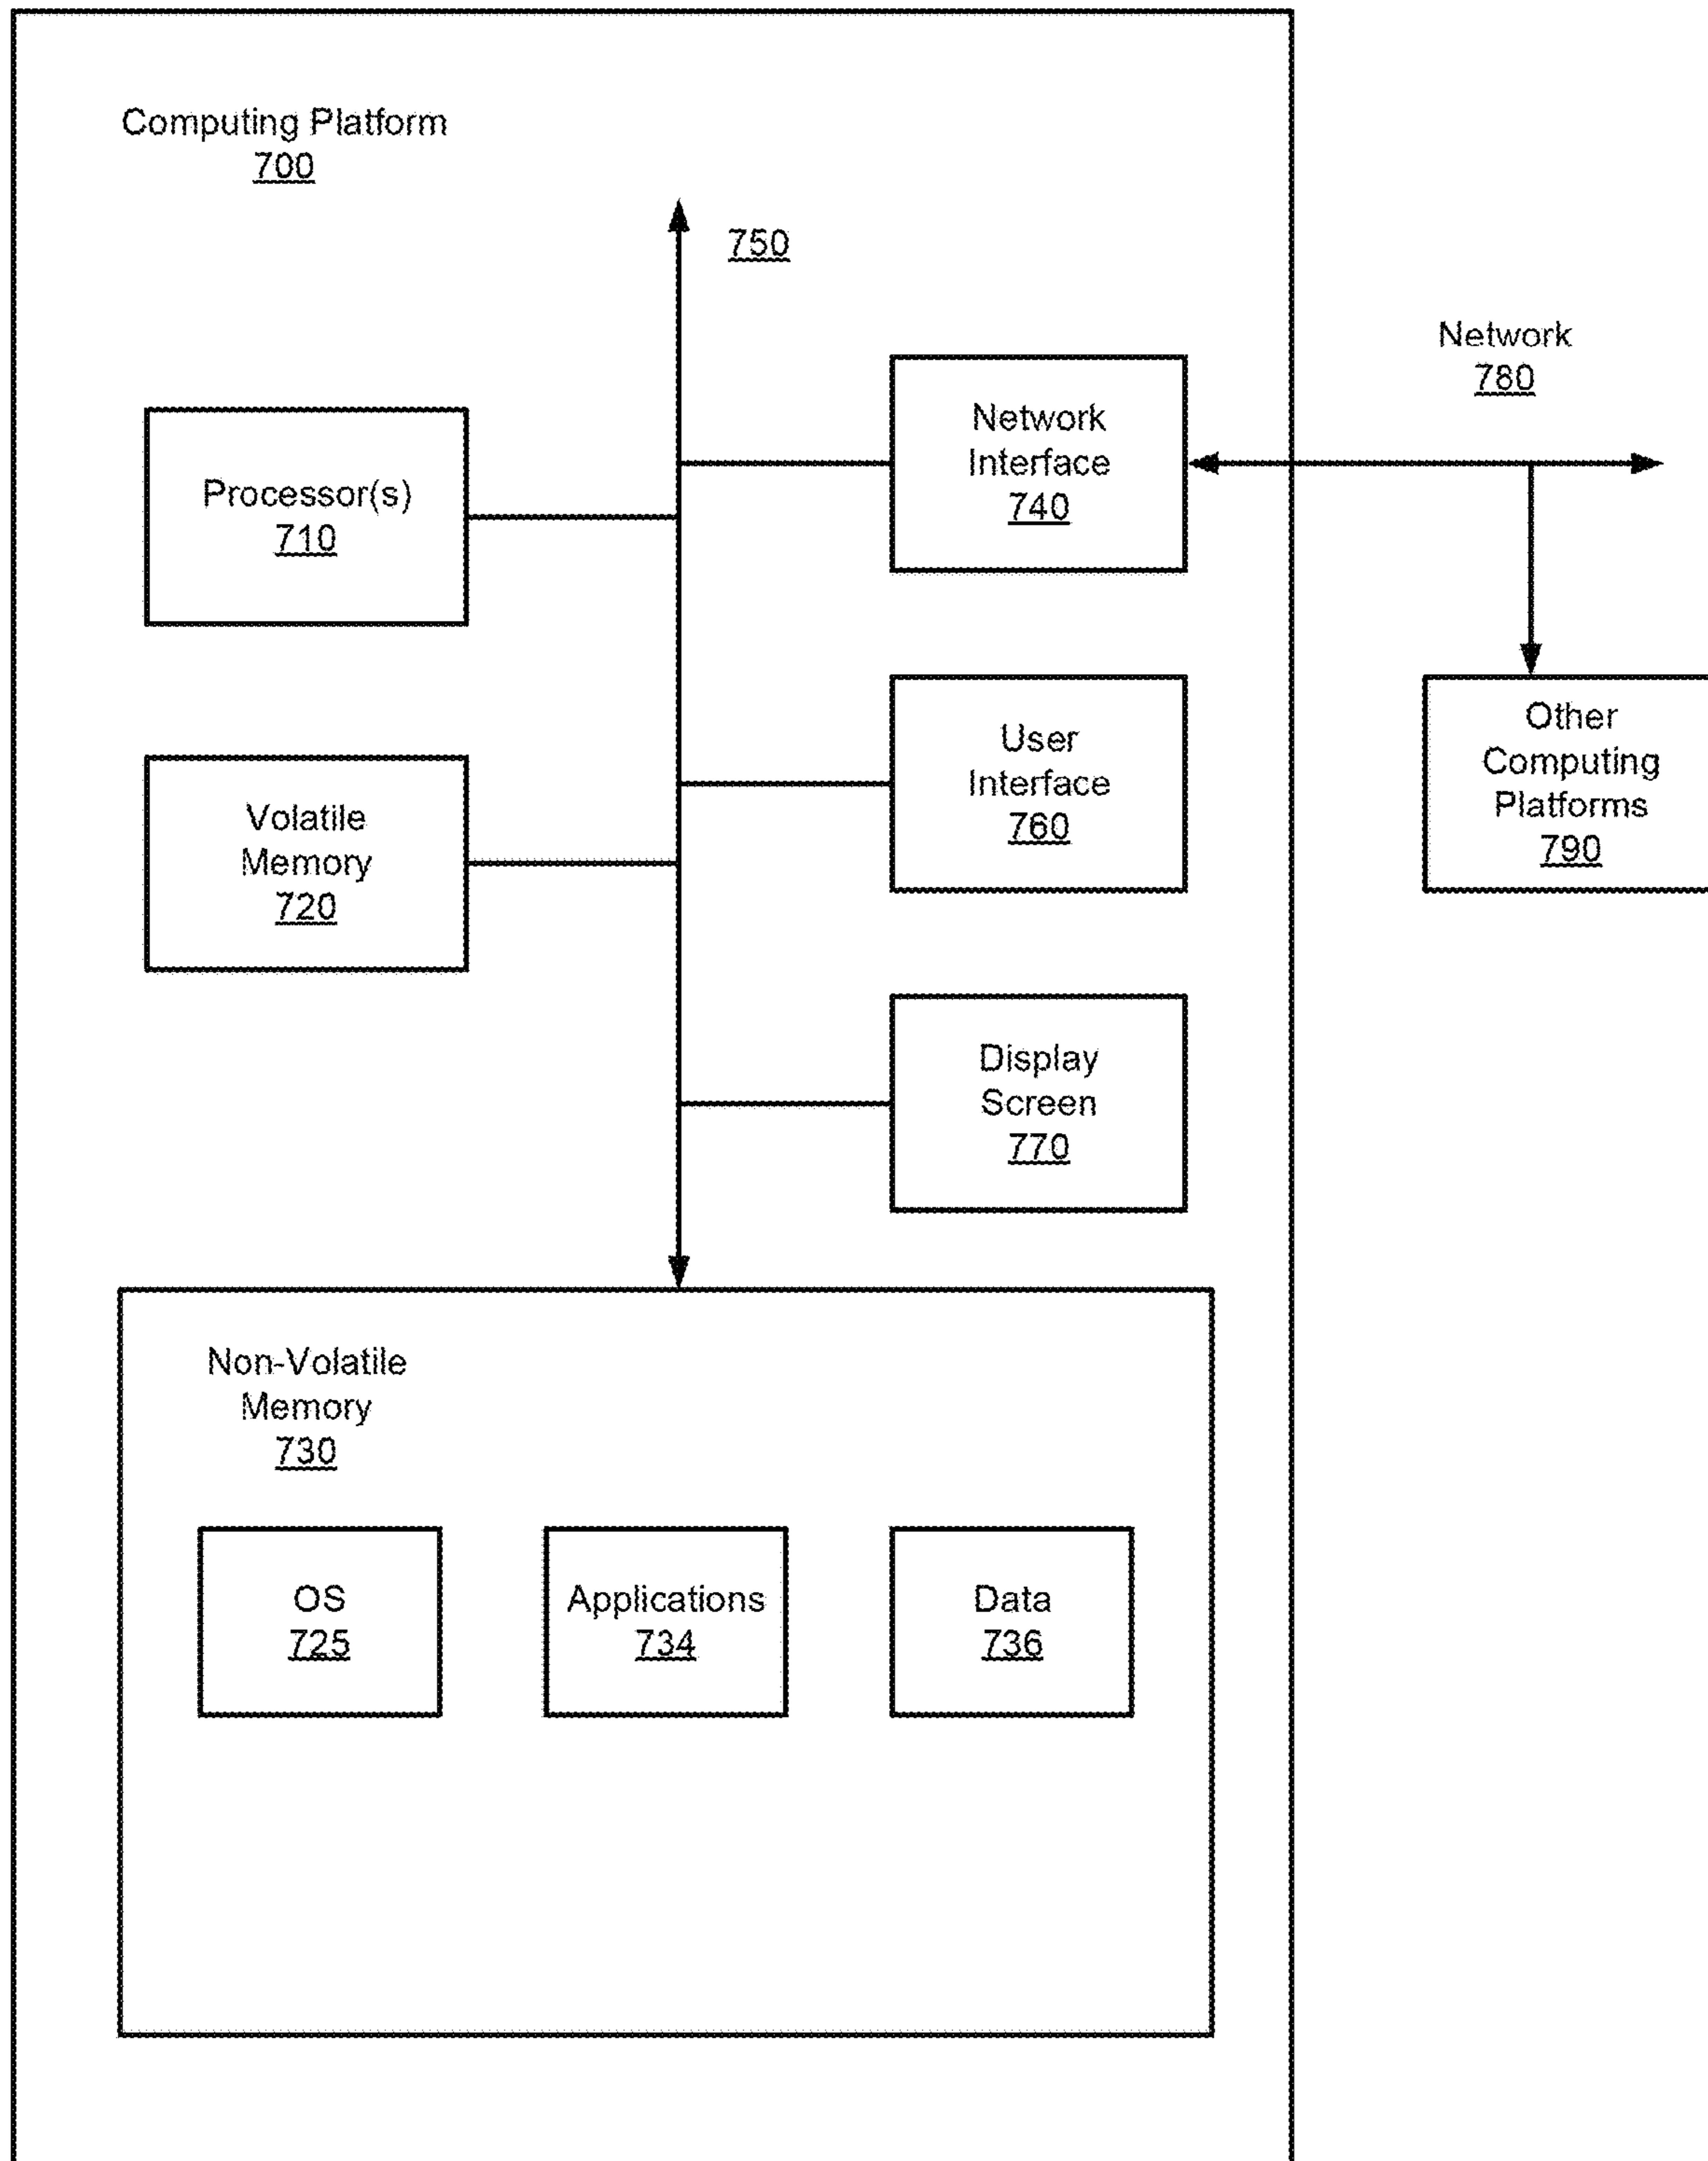 Computing Platform
700
750
Network
780
Network
Interface
740
Processor(s)
710
User
Interface
760
Other
Computing
Platforms
790
Volatile
Memory
720
Display
Screen
770
Non-Volatile
Memory
730
OS
725
Applications
734
Data
736